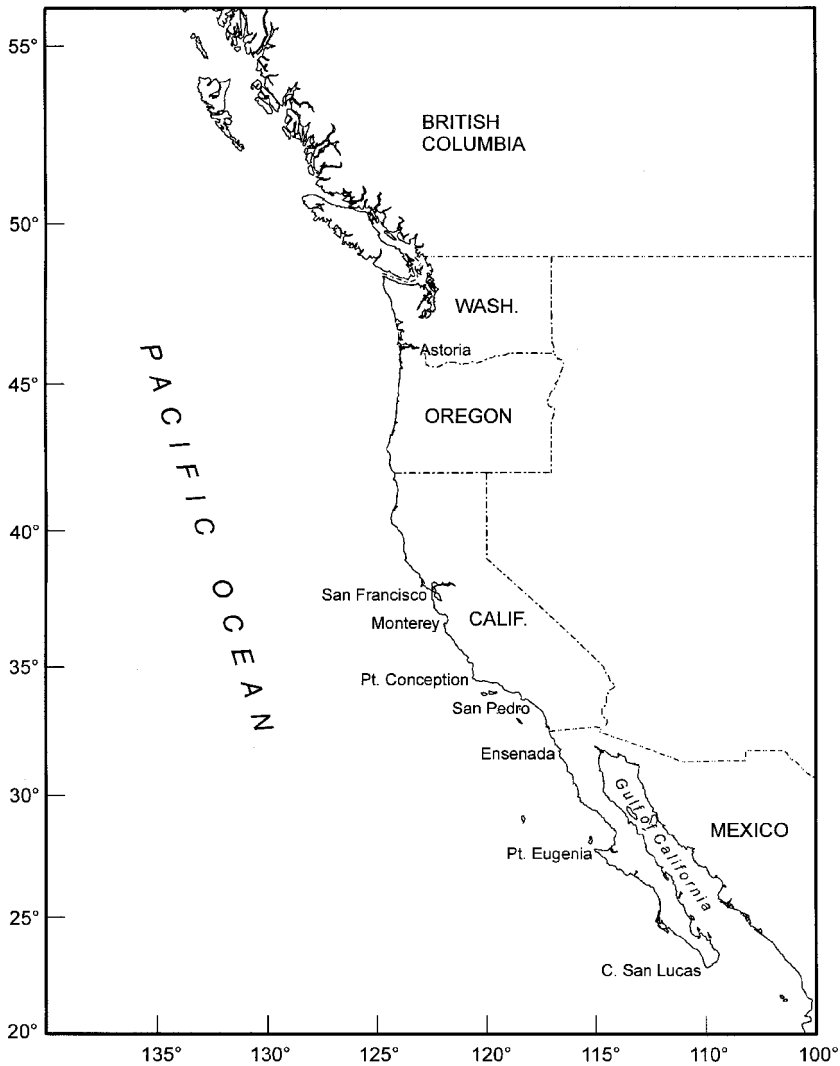 55°
BRITISH
COLUMBIA
50°
WASH.
Astoria
PACIFIC OCEAN
45°
OREGON
40°
San Francisco
Monterey
CALIF.
35°
Pt. Conception
San Pedro
Ensenada
30°
Gulf of California
MEXICO
Pt. Eugenia
25°
C. San Lucas
20°
135° 130° 125° 120° 115° 110° 100°